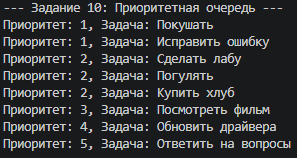 --- Задание 10: Приоритетная очередь ---
Приоритет: 1, Задача: Покушать
Приоритет: 1, Задача: Исправить ошибку
Приоритет: 2, Задача: Сделать лабу
Приоритет: 2, Задача: Погулять
Приоритет: 2, Задача: Купить хлуб
Приоритет: 3, Задача: Посмотреть фильм
Приоритет: 4, Задача: Обновить драйвера
Приоритет: 5, Задача: Ответить на вопросы